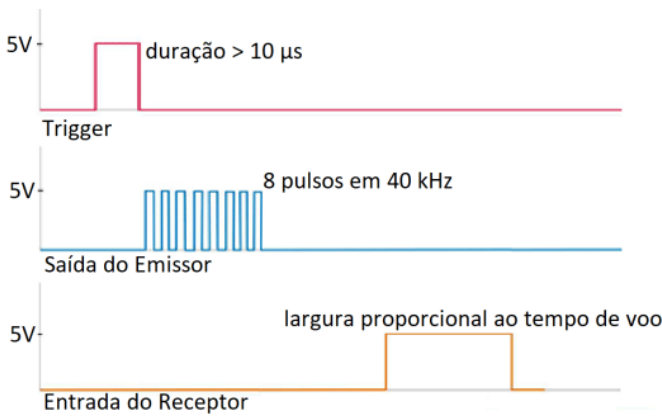 5V
duração > 10 µs
Trigger
5V
8 pulsos em 40 kHz
Saída do Emissor
largura proporcional ao tempo de voo
5V
Entrada do Receptor